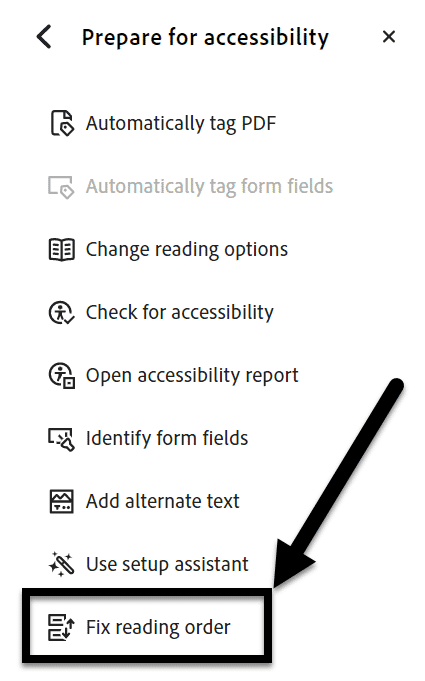 Prepare for accessibility
Automatically tag PDF
Automatically tag form fields
Change reading options
Check for accessibility
Open accessibility report
Identify form fields
Add alternate text
Use setup assistant
Fix reading order